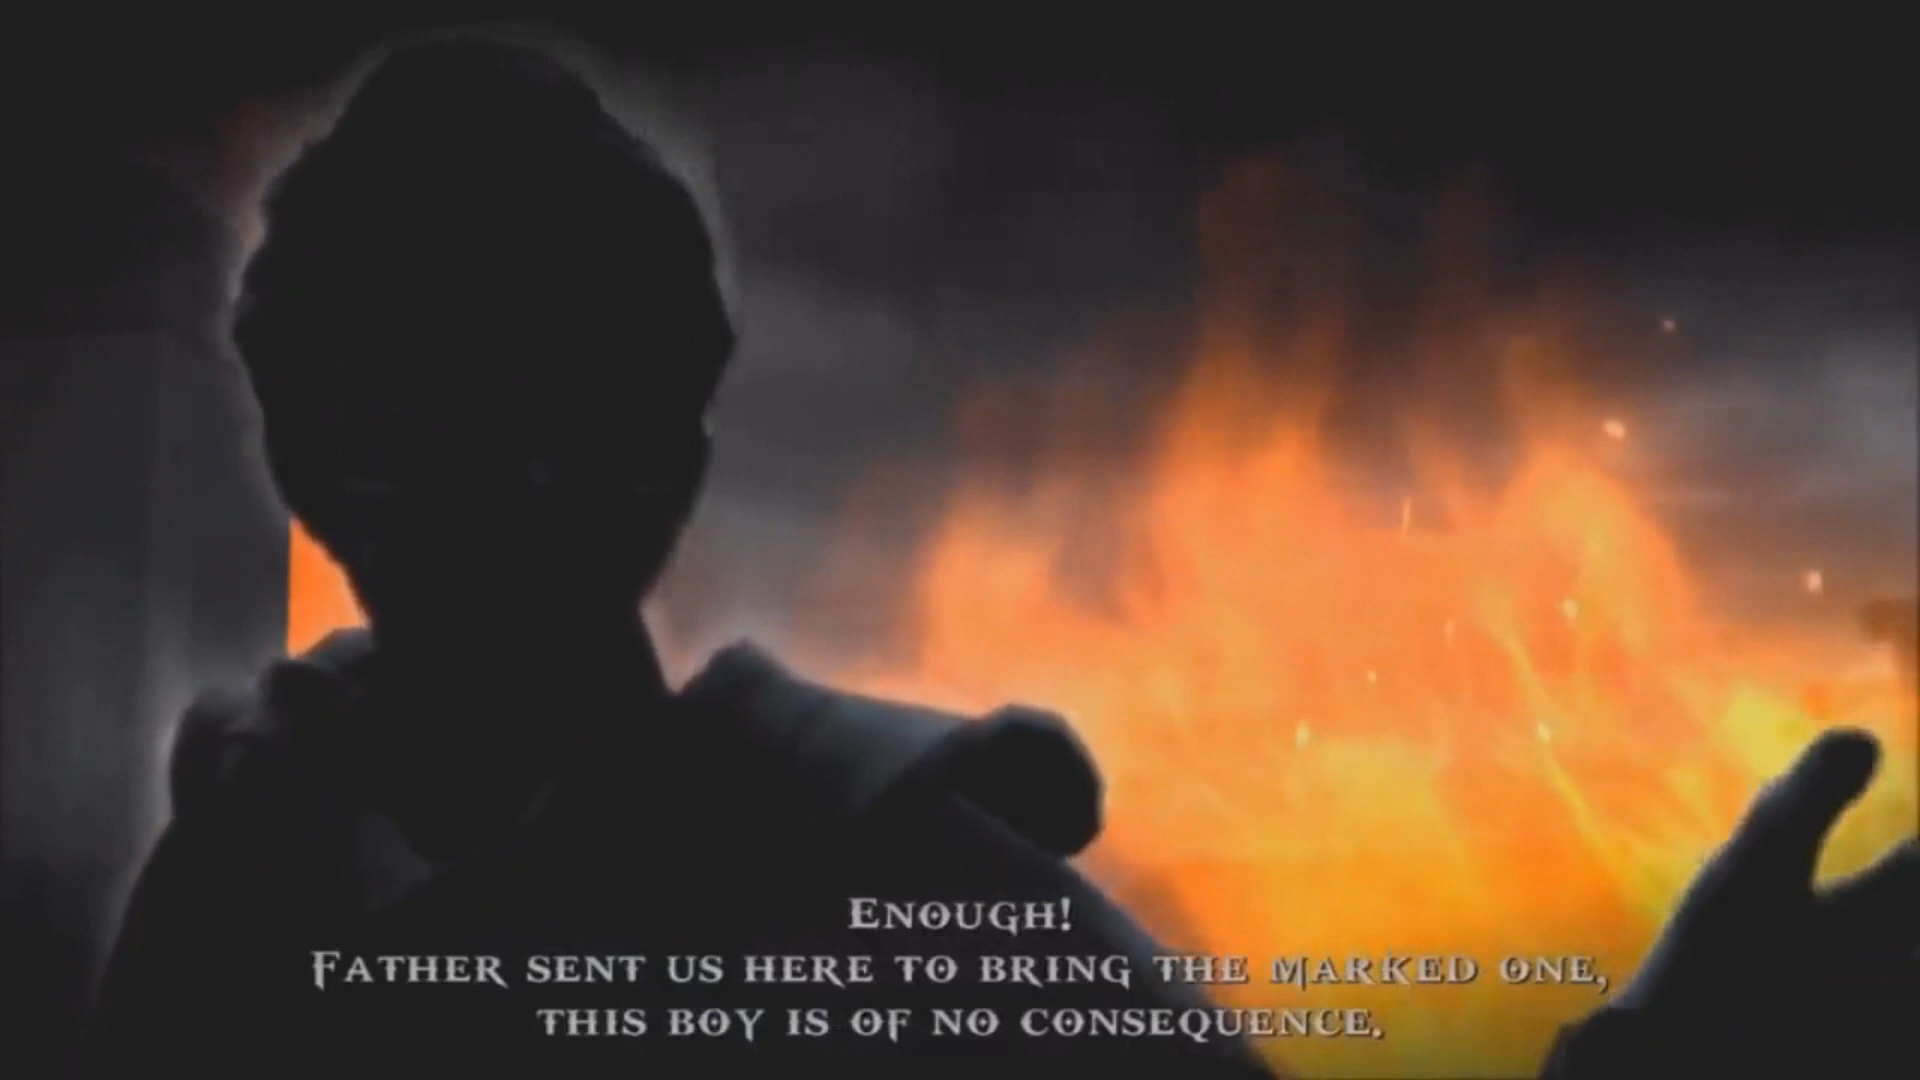 Enough!
Father sent us here to bring the marked one,
this boy is of no consequence.